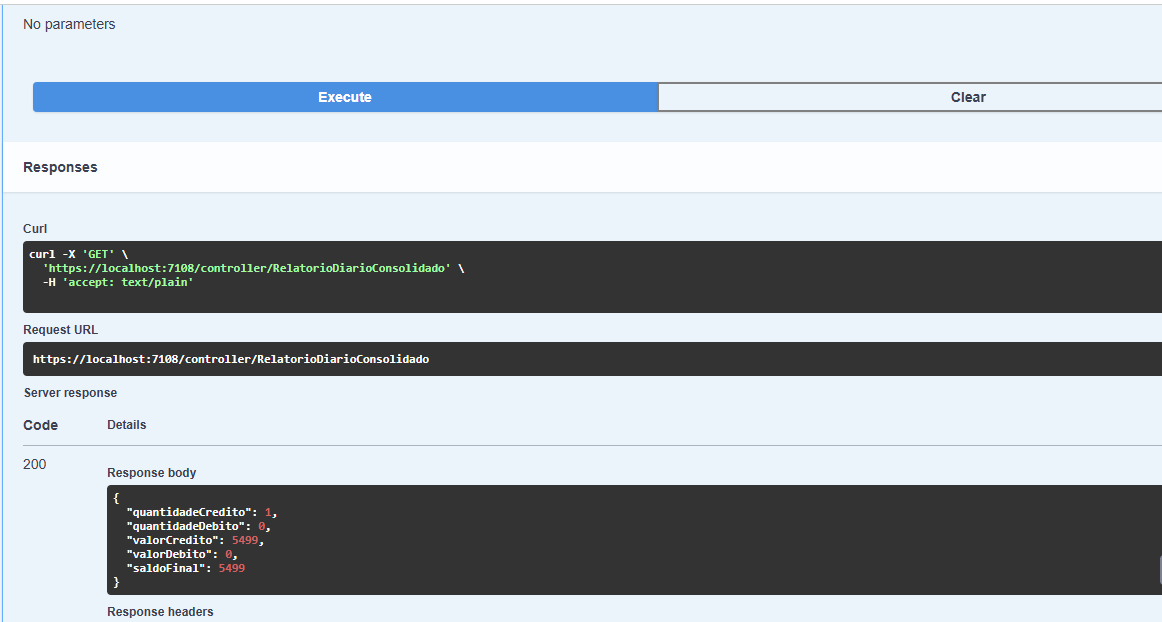 No parameters
Execute
Clear
Responses
Curl
curl -X 'GET' \
  'https://localhost:7108/controller/RelatorioDiarioConsolidado' \
  -H 'accept: text/plain'
Request URL
https://localhost:7108/controller/RelatorioDiarioConsolidado
Server response
Code Details
200
Response body
{
  "quantidadeCredito": 1,
  "quantidadeDebito": 0,
  "valorCredito": 5499,
  "valorDebito": 0,
  "saldoFinal": 5499
}
Response headers